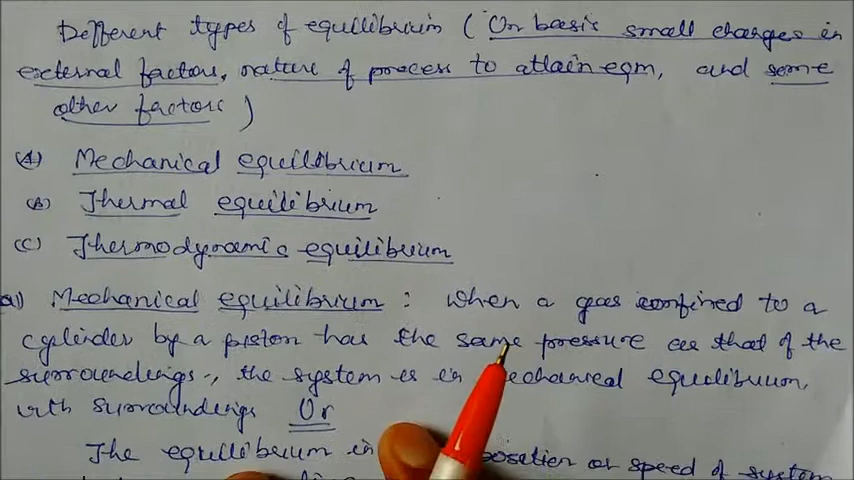 Different types of equilibrium (On basis small changes in
external factors, nature of process to attain eqm, and some
other factors)
(A) Mechanical equilibrium
(B) Thermal equilibrium
(C) Thermodynamic equilibrium
a1) Mechanical equilibrium : when a gas confined to a
cylinder by a piston has the same pressure as that of the
surroundings, the system is in mechanical equilibrium,
with surroundings Or
The equilibrium in position or speed of system